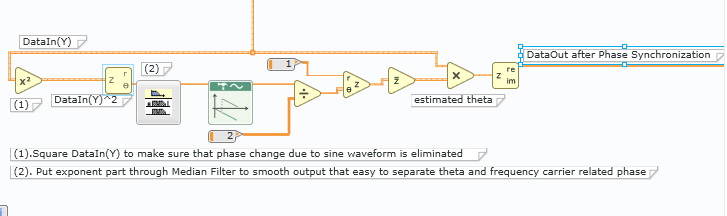 DataIn(Y)
DataOut after Phase Synchronization
x²
z r θ
(2)
1
r θ z
z̄
×
z re im
(1)
DataIn(Y)^2
÷
estimated theta
2
(1).Square DataIn(Y) to make sure that phase change due to sine waveform is eliminated
(2). Put exponent part through Median Filter to smooth output that easy to separate theta and frequency carrier related phase